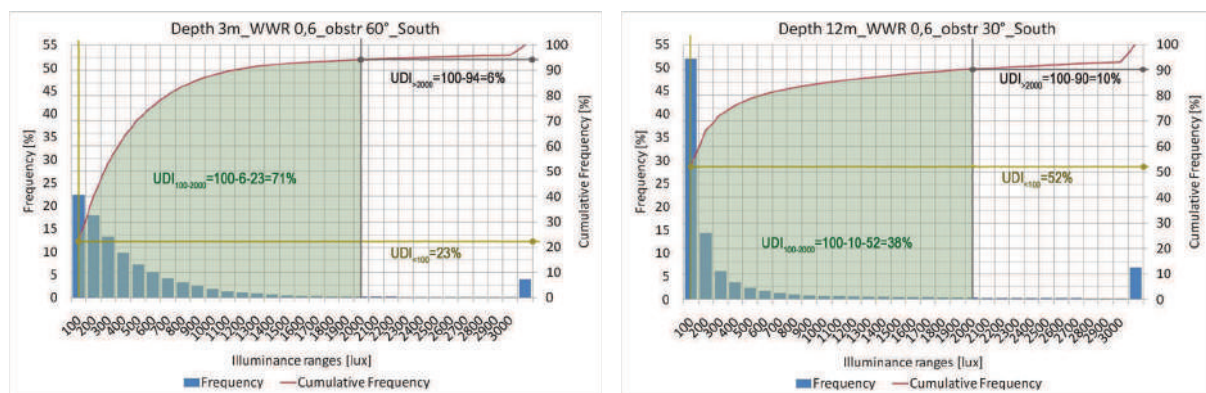 Depth 3m_WWR 0,6_obstr 60°_South
55
50
45
40
35
30
25
20
15
10
5
0
Frequency [%]
100
90
80
70
60
50
40
30
20
10
0
Cumulative Frequency [%]
UDI>2000=100-94=6%
UDI100-2000=100-6-23=71%
UDI<100=23%
100 200 300 400 500 600 700 800 900 1000 1100 1200 1300 1400 1500 1600 1700 1800 1900 2000 2100 2200 2300 2400 2500 2600 2700 2800 2900 3000
Illuminance ranges [lux]
Frequency Cumulative Frequency
Depth 12m_WWR 0,6_obstr 30°_South
55
50
45
40
35
30
25
20
15
10
5
0
Frequency [%]
100
90
80
70
60
50
40
30
20
10
0
Cumulative Frequency [%]
UDI>2000=100-90=10%
UDI<100=52%
UDI100-2000=100-10-52=38%
100 200 300 400 500 600 700 800 900 1000 1100 1200 1300 1400 1500 1600 1700 1800 1900 2000 2100 2200 2300 2400 2500 2600 2700 2800 2900 3000
Illuminance ranges [lux]
Frequency Cumulative Frequency